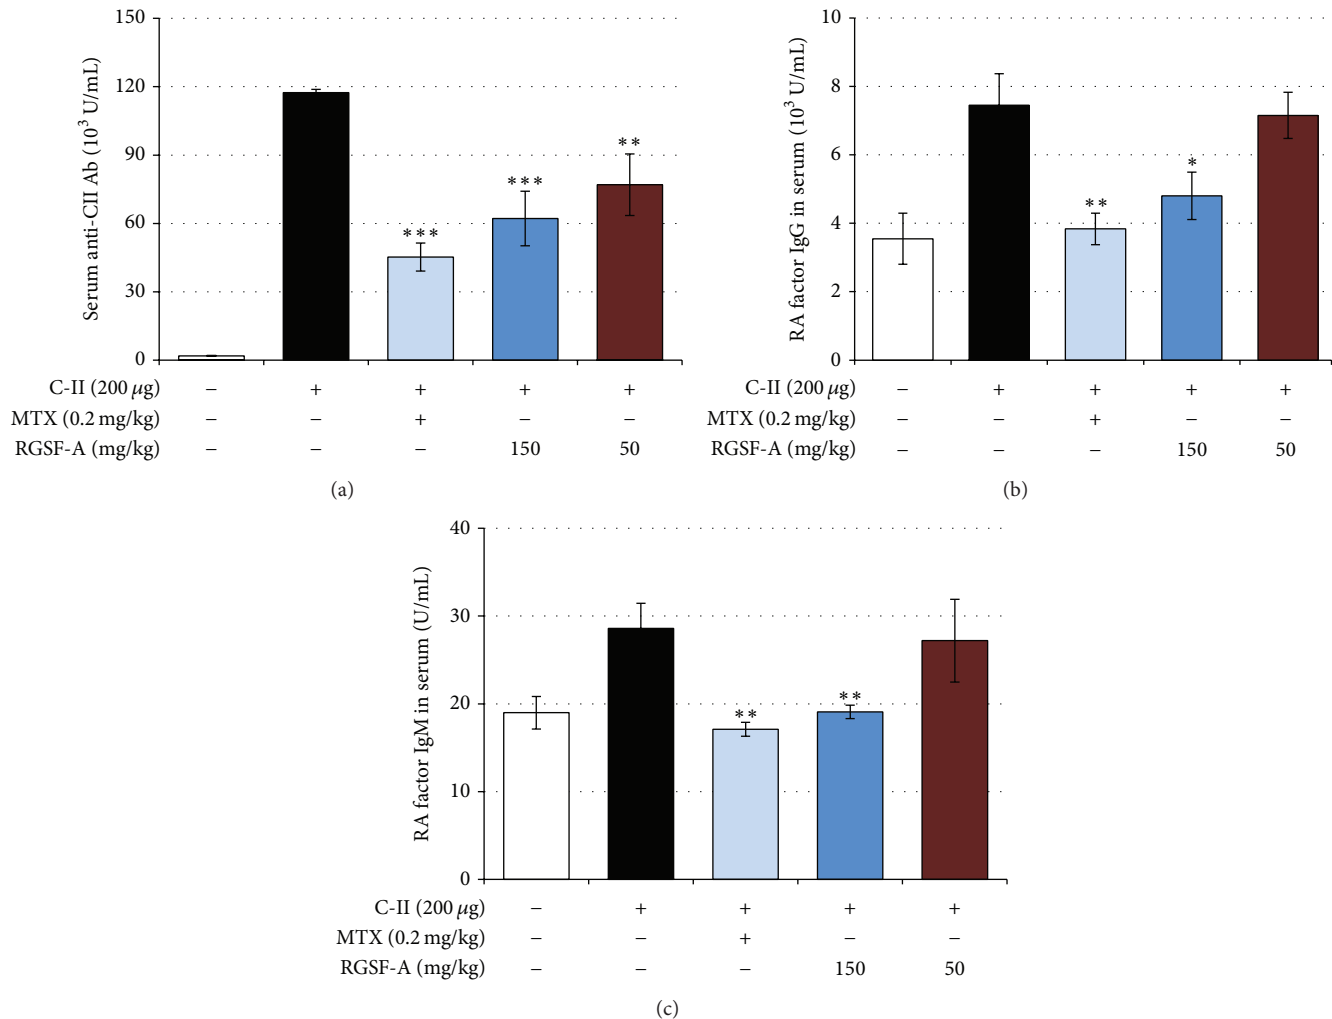 Serum anti-CII Ab (10³ U/mL)
150
120
90
60
30
0
***
***
**
C-II (200 μg) − + + + +
MTX (0.2 mg/kg) − − + − −
RGSF-A (mg/kg) − − − 150 50
(a)
RA factor IgG in serum (10³ U/mL)
10
8
6
4
2
0
**
*
C-II (200 μg) − + + + +
MTX (0.2 mg/kg) − − + − −
RGSF-A (mg/kg) − − − 150 50
(b)
RA factor IgM in serum (U/mL)
40
30
20
10
0
**
**
C-II (200 μg) − + + + +
MTX (0.2 mg/kg) − − + − −
RGSF-A (mg/kg) − − − 150 50
(c)